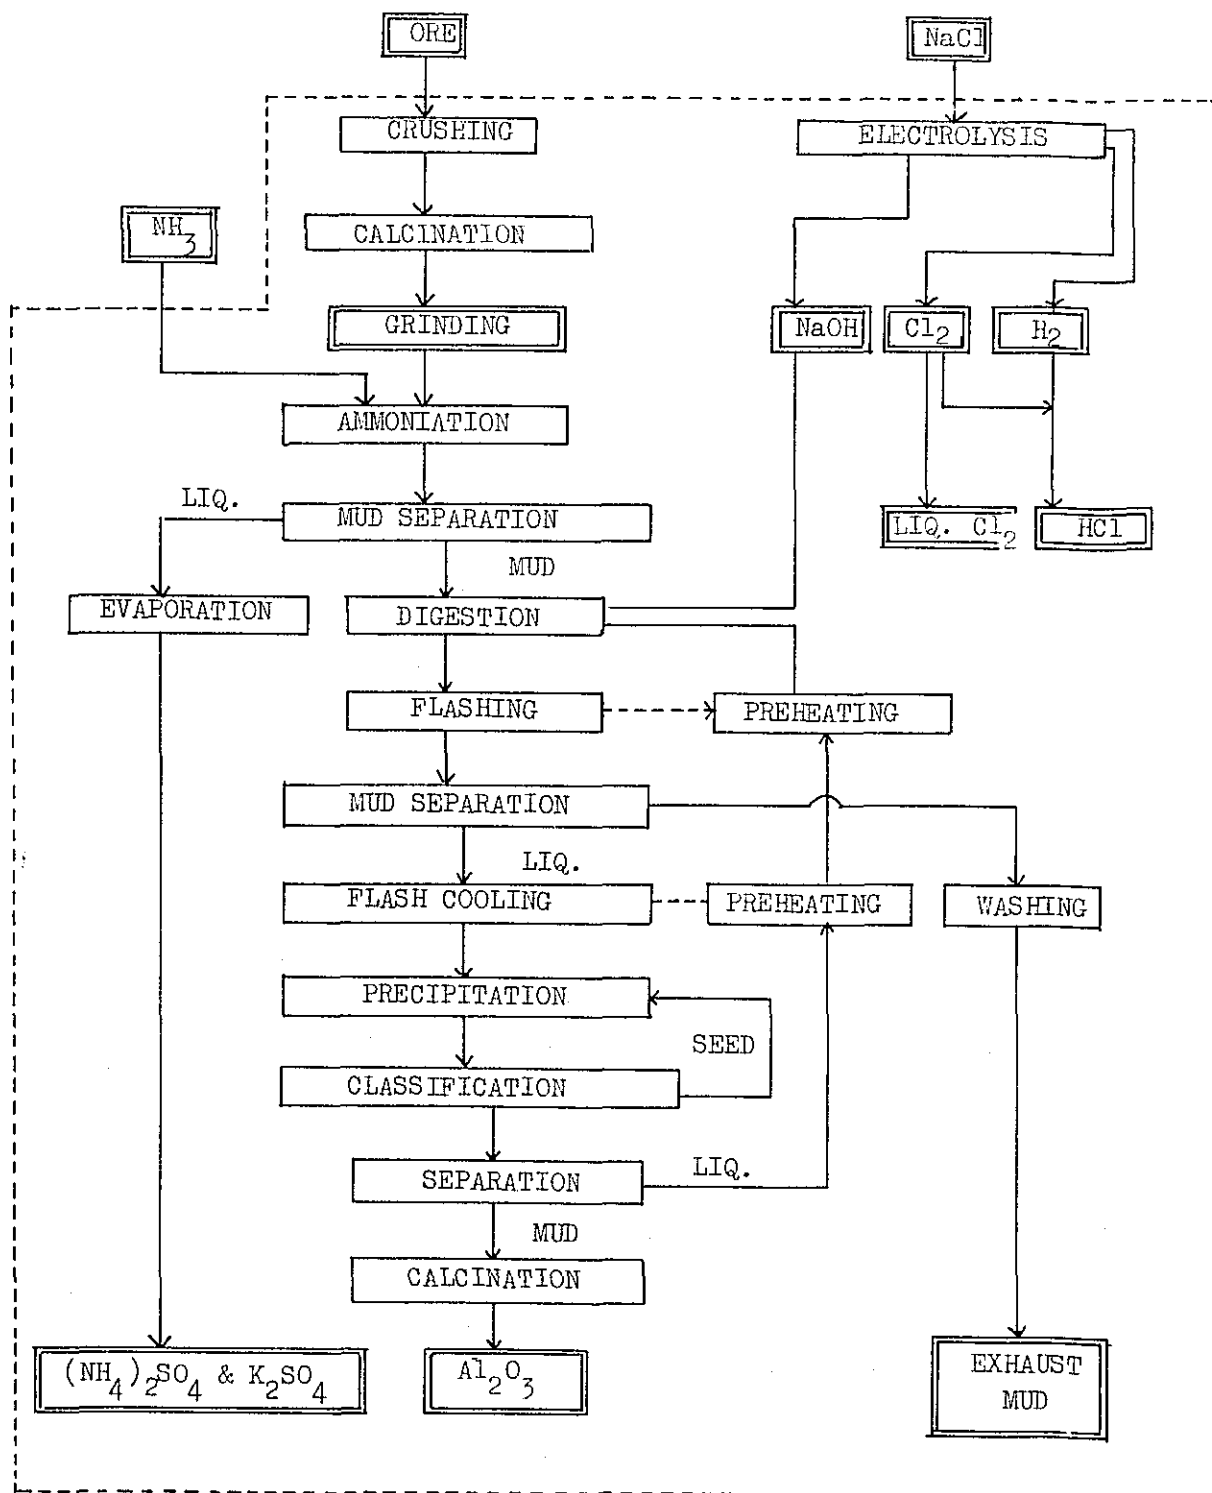 ORE
NaCl
CRUSHING
ELECTROLYSIS
NH3
CALCINATION
GRINDING
NaOH
Cl2
H2
AMMONIATION
LIQ.
MUD SEPARATION
LIQ. Cl2
HCl
MUD
EVAPORATION
DIGESTION
FLASHING
PREHEATING
MUD SEPARATION
LIQ.
FLASH COOLING
PREHEATING
WASHING
PRECIPITATION
SEED
CLASSIFICATION
SEPARATION
LIQ.
MUD
CALCINATION
(NH4)2SO4 & K2SO4
Al2O3
EXHAUST
MUD